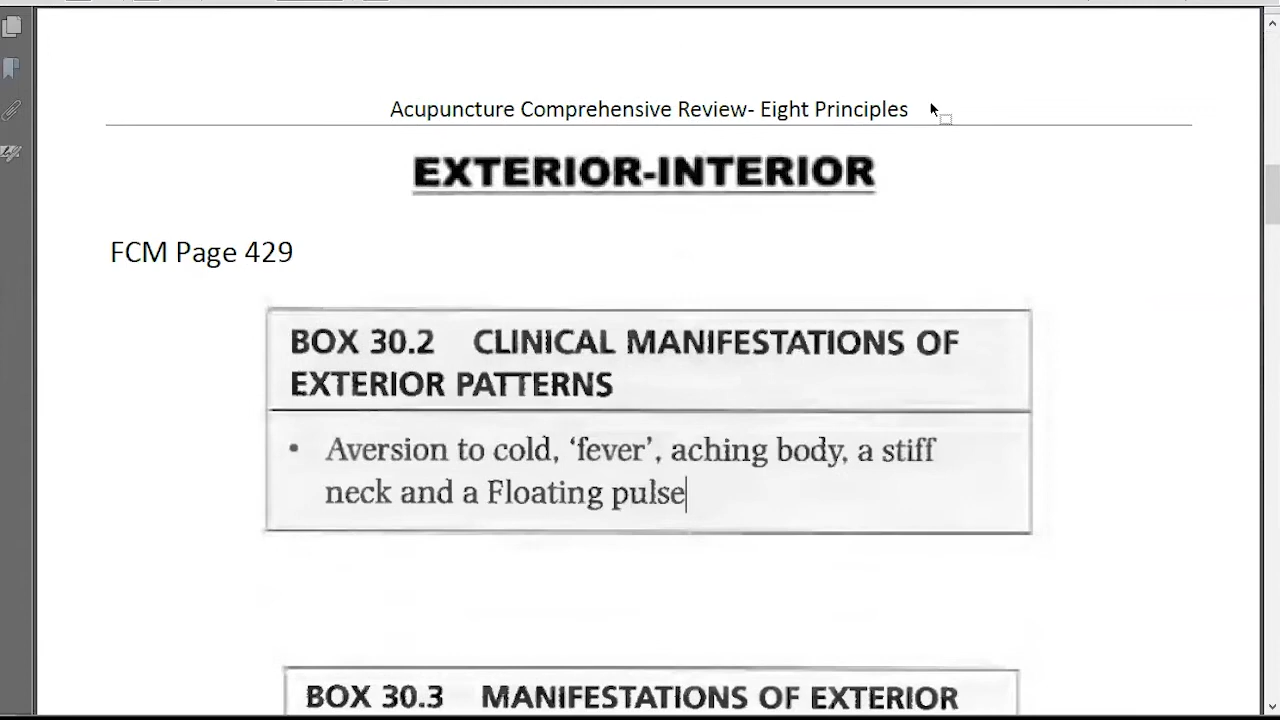 Acupuncture Comprehensive Review- Eight Principles
EXTERIOR-INTERIOR
FCM Page 429
BOX 30.2 CLINICAL MANIFESTATIONS OF
EXTERIOR PATTERNS
• Aversion to cold, ‘fever’, aching body, a stiff
neck and a Floating pulse
BOX 30.3 MANIFESTATIONS OF EXTERIOR